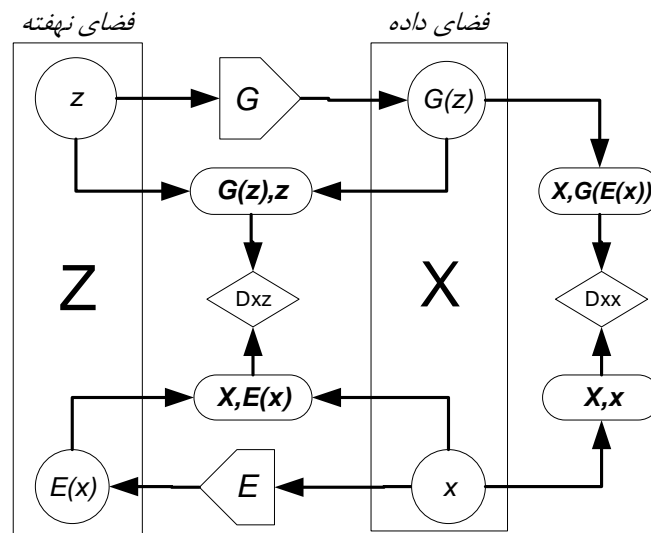 فضای نهفته
فضای داده
z
G
G(z)
G(z),z
X,G(E(x))
Z
Dxz
X
Dxx
X,E(x)
X,x
E(x)
E
x